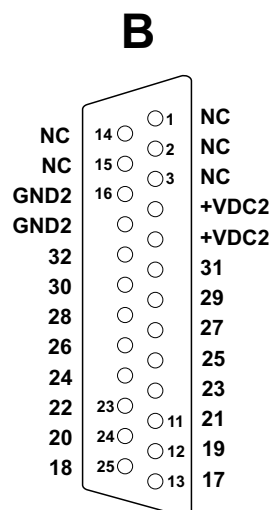 B
1 NC
NC 14
2 NC
NC 15
3 NC
GND2 16
+VDC2
GND2
+VDC2
32
31
30
29
28
27
26
25
24
23
22 23
11 21
20 24
12 19
18 25
13 17